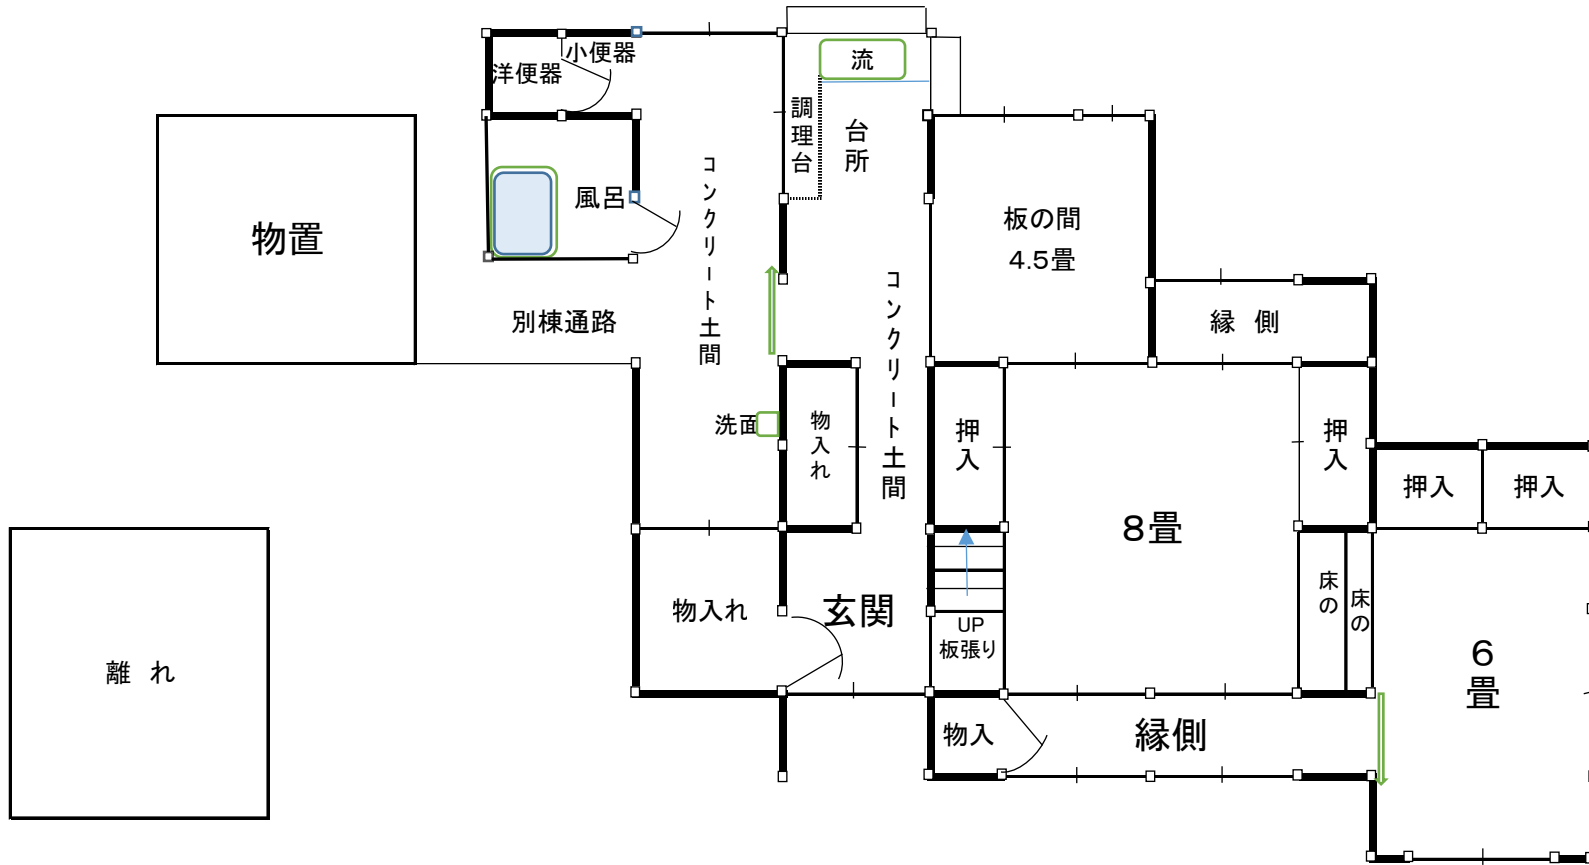 小便器
洋便器
流
調理台
台所
コンクリート土間
風呂
板の間
4.5畳
物置
別棟通路
コンクリート土間
縁 側
洗面
物入れ
押入
押入
押入
押入
8畳
物入れ
玄関
UP
板張り
床の
床の
6畳
離 れ
物入
縁側